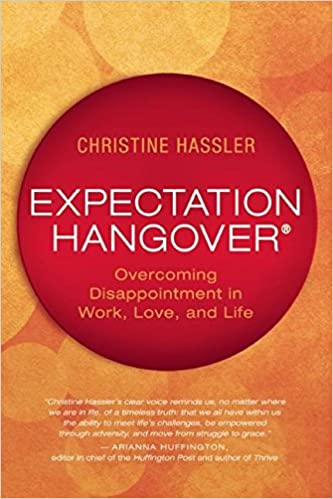 CHRISTINE HASSLER
EXPECTATION
HANGOVER®
Overcoming
Disappointment in
Work, Love, and Life
"Christine Hassler's clear voice reminds us, no matter where
we are in life, of a timeless truth: that we all have within us
the ability to meet life's challenges, be empowered
through adversity, and move from struggle to grace."
— ARIANNA HUFFINGTON,
editor in chief of the Huffington Post and author of Thrive